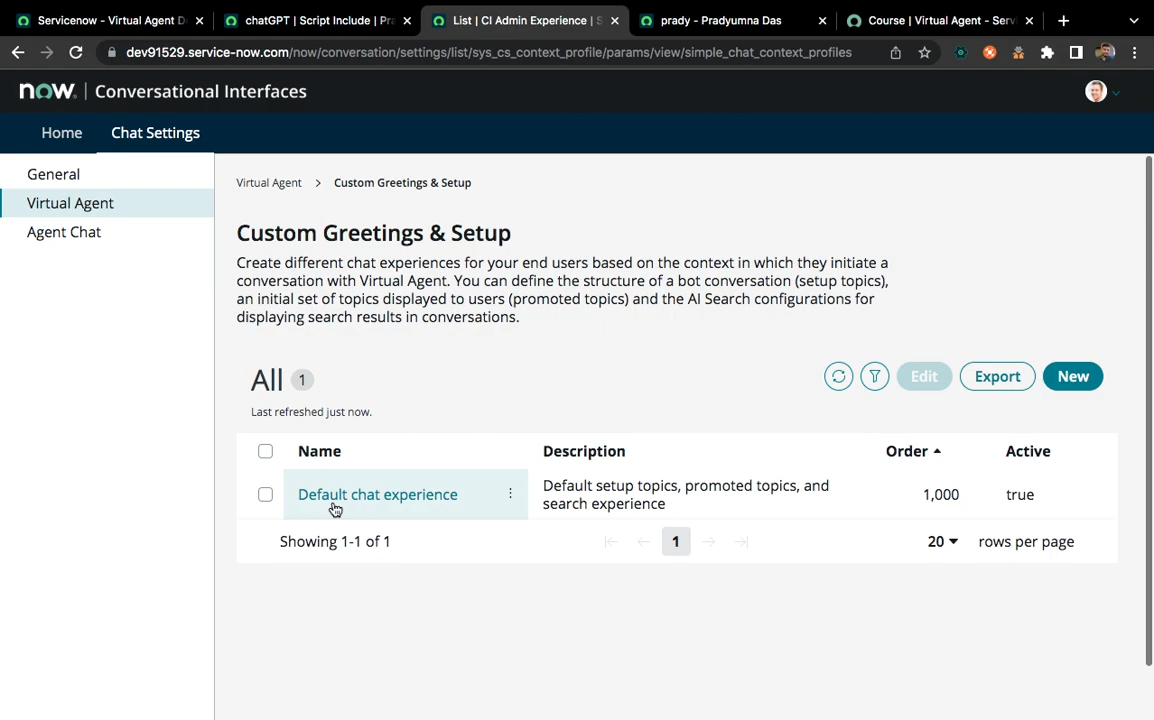 Servicenow - Virtual Agent D
chatGPT | Script Include | Pr
List | CI Admin Experience | S
prady - Pradyumna Das
Course | Virtual Agent - Serv
dev91529.service-now.com/now/conversation/settings/list/sys_cs_context_profile/params/view/simple_chat_context_profiles
now. | Conversational Interfaces
Home
Chat Settings
General
Virtual Agent
Agent Chat
Virtual Agent > Custom Greetings & Setup
Custom Greetings & Setup
Create different chat experiences for your end users based on the context in which they initiate a
conversation with Virtual Agent. You can define the structure of a bot conversation (setup topics),
an initial set of topics displayed to users (promoted topics) and the AI Search configurations for
displaying search results in conversations.
All 1
Edit
Export
New
Last refreshed just now.
Name
Description
Order
Active
Default chat experience
Default setup topics, promoted topics, and
search experience
1,000
true
Showing 1-1 of 1
1
20
rows per page